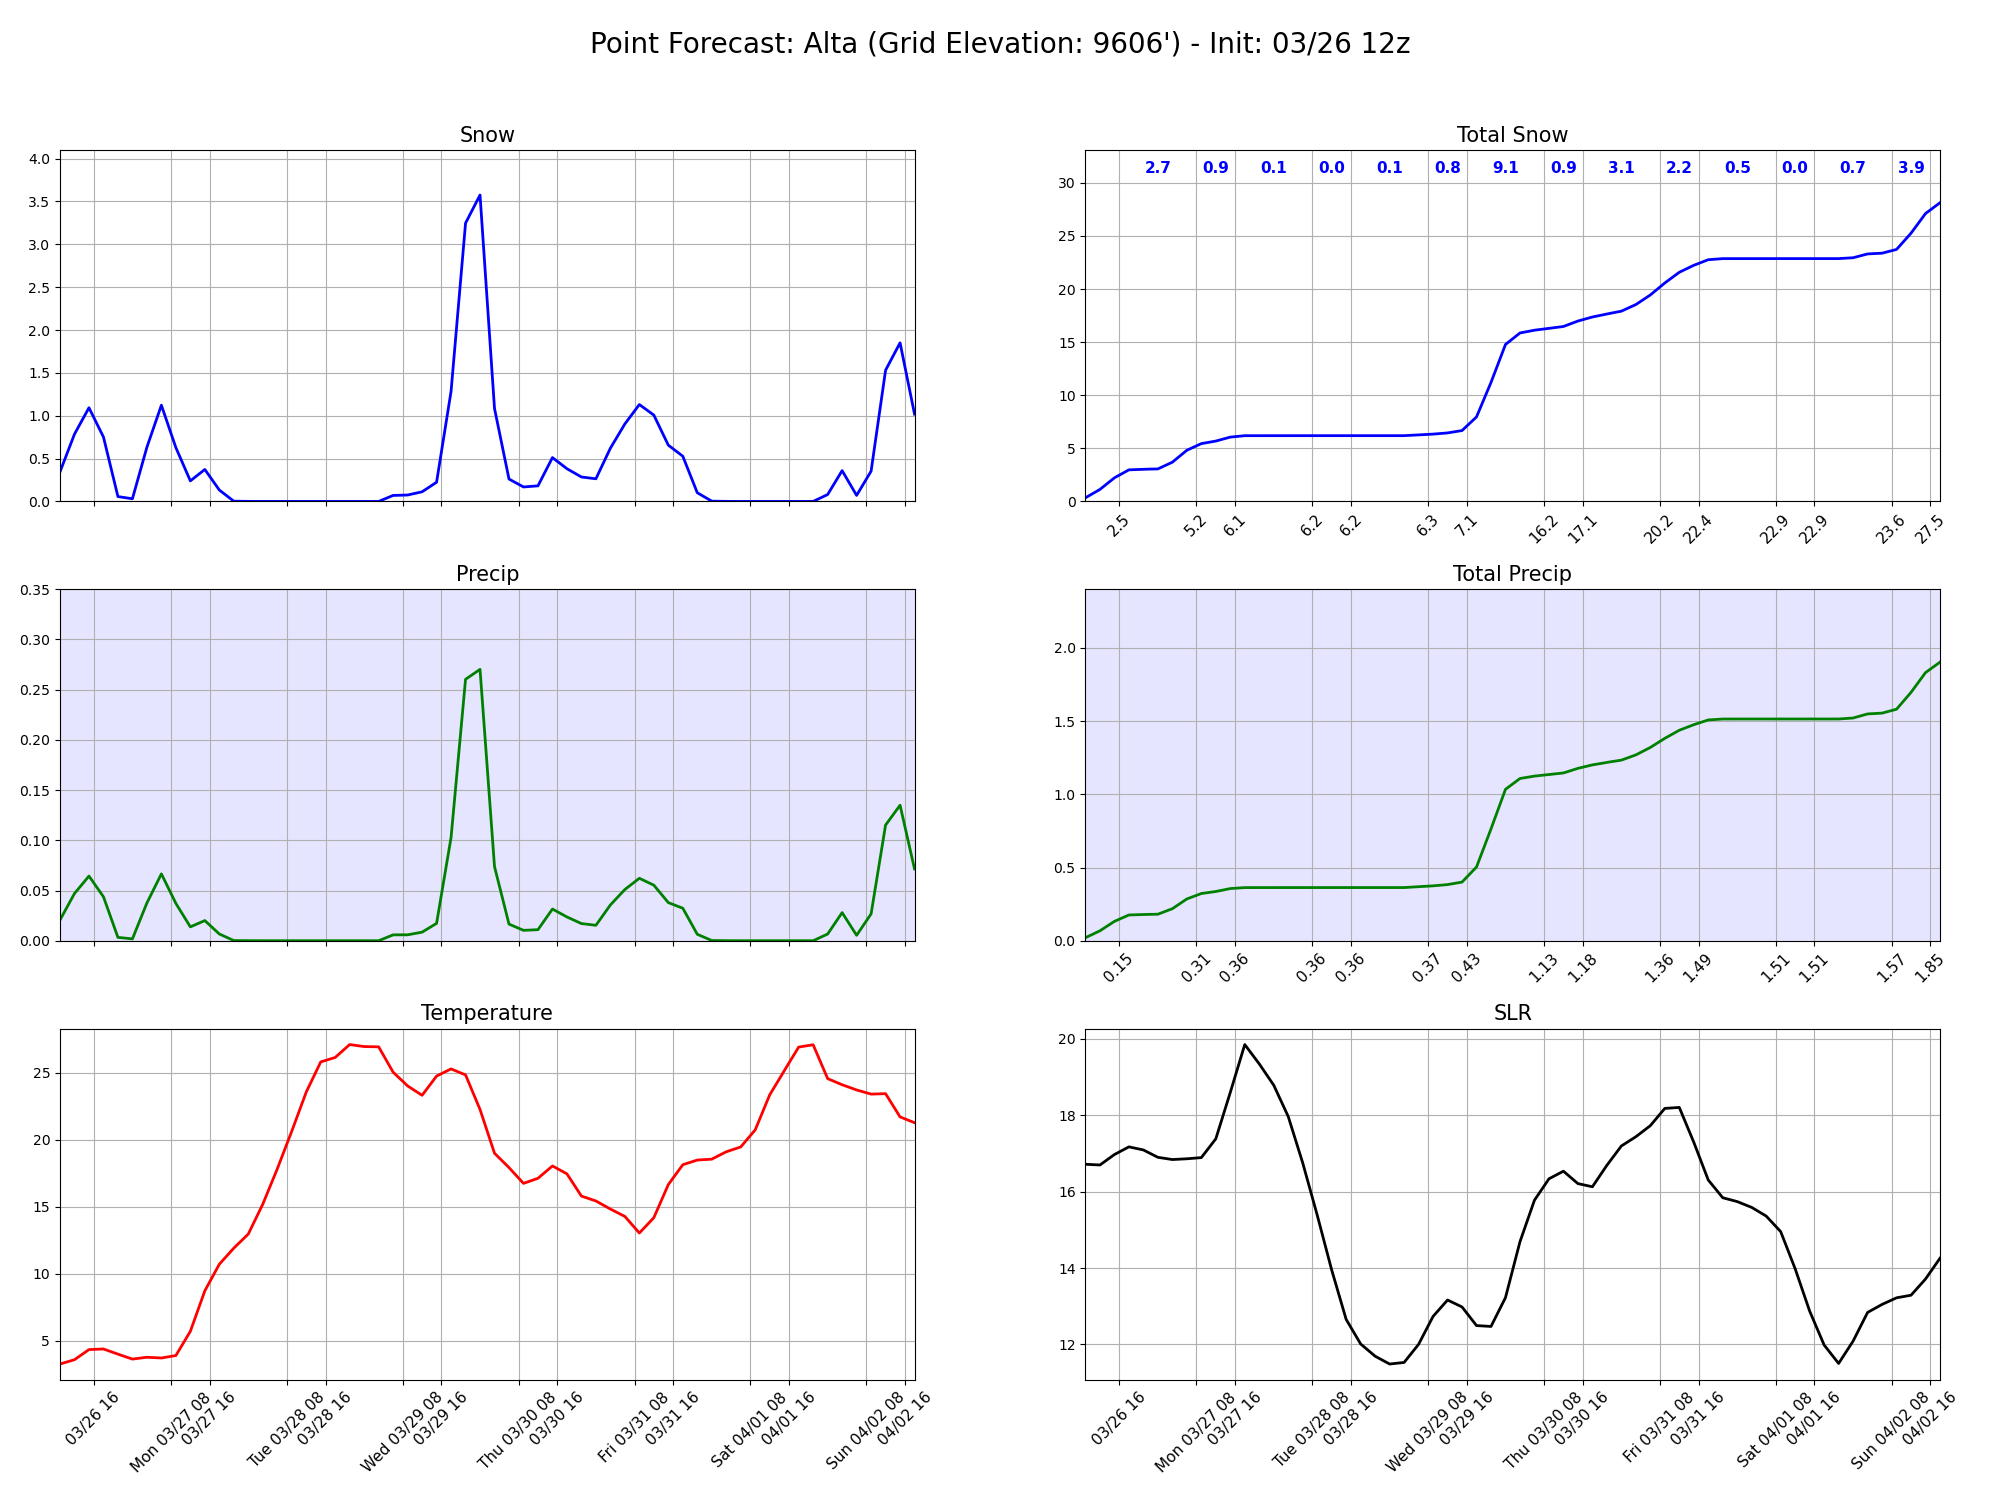 Point Forecast: Alta (Grid Elevation: 9606') - Init: 03/26 12z
Snow
4.0
3.5
3.0
2.5
2.0
1.5
1.0
0.5
0.0
Total Snow
2.7 0.9 0.1 0.0 0.1 0.8 9.1 0.9 3.1 2.2 0.5 0.0 0.7 3.9
30
25
20
15
10
5
0
2.5 5.2 6.1 6.2 6.2 6.3 7.1 16.2 17.1 20.2 22.4 22.9 22.9 23.6 27.5
Precip
0.35
0.30
0.25
0.20
0.15
0.10
0.05
0.00
Total Precip
2.0
1.5
1.0
0.5
0.0
0.15 0.31 0.36 0.36 0.36 0.37 0.43 1.13 1.18 1.36 1.49 1.51 1.51 1.57 1.85
Temperature
25
20
15
10
5
03/26 16
Mon 03/27 08
03/27 16
Tue 03/28 08
03/28 16
Wed 03/29 08
03/29 16
Thu 03/30 08
03/30 16
Fri 03/31 08
03/31 16
Sat 04/01 08
04/01 16
Sun 04/02 08
04/02 16
SLR
20
18
16
14
12
03/26 16
Mon 03/27 08
03/27 16
Tue 03/28 08
03/28 16
Wed 03/29 08
03/29 16
Thu 03/30 08
03/30 16
Fri 03/31 08
03/31 16
Sat 04/01 08
04/01 16
Sun 04/02 08
04/02 16